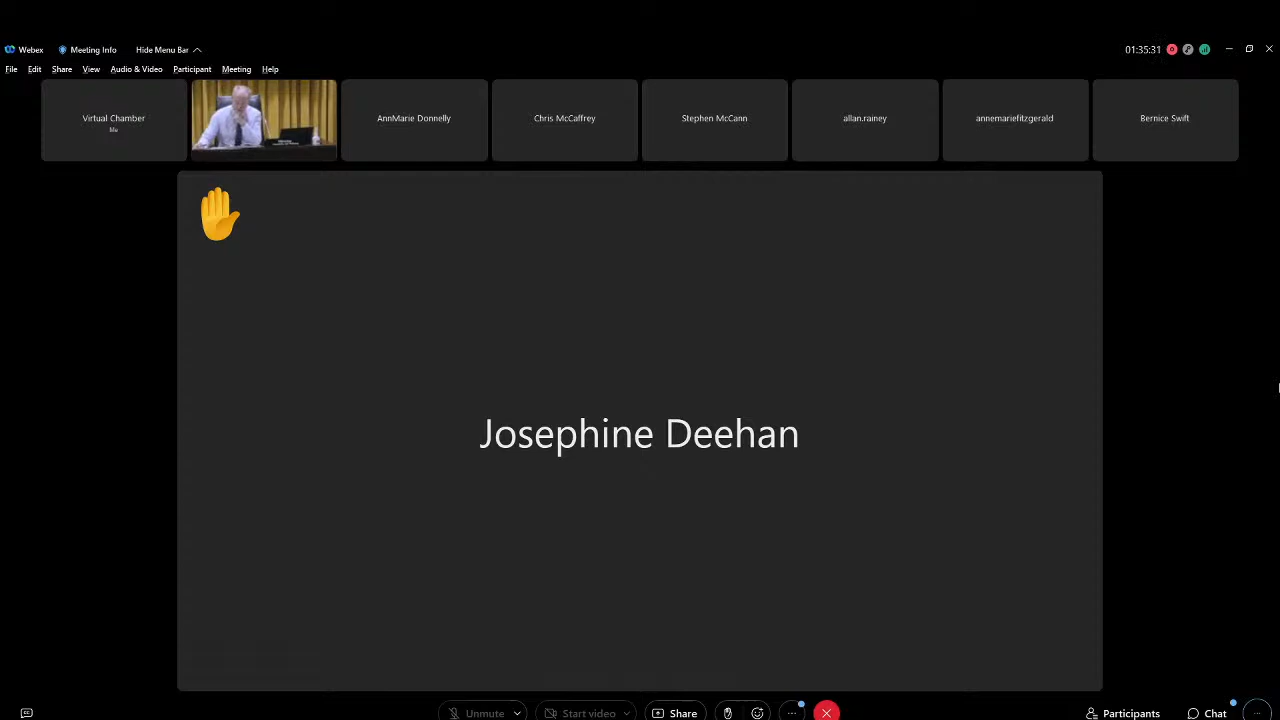 Webex Meeting Info Hide Menu Bar 01:35:31
File Edit Share View Audio & Video Participant Meeting Help
Virtual Chamber
Me
AnnMarie Donnelly
Chris McCaffrey
Stephen McCann
allan.rainey
annemariefitzgerald
Bernice Swift
Josephine Deehan
Unmute Start video Share Participants Chat